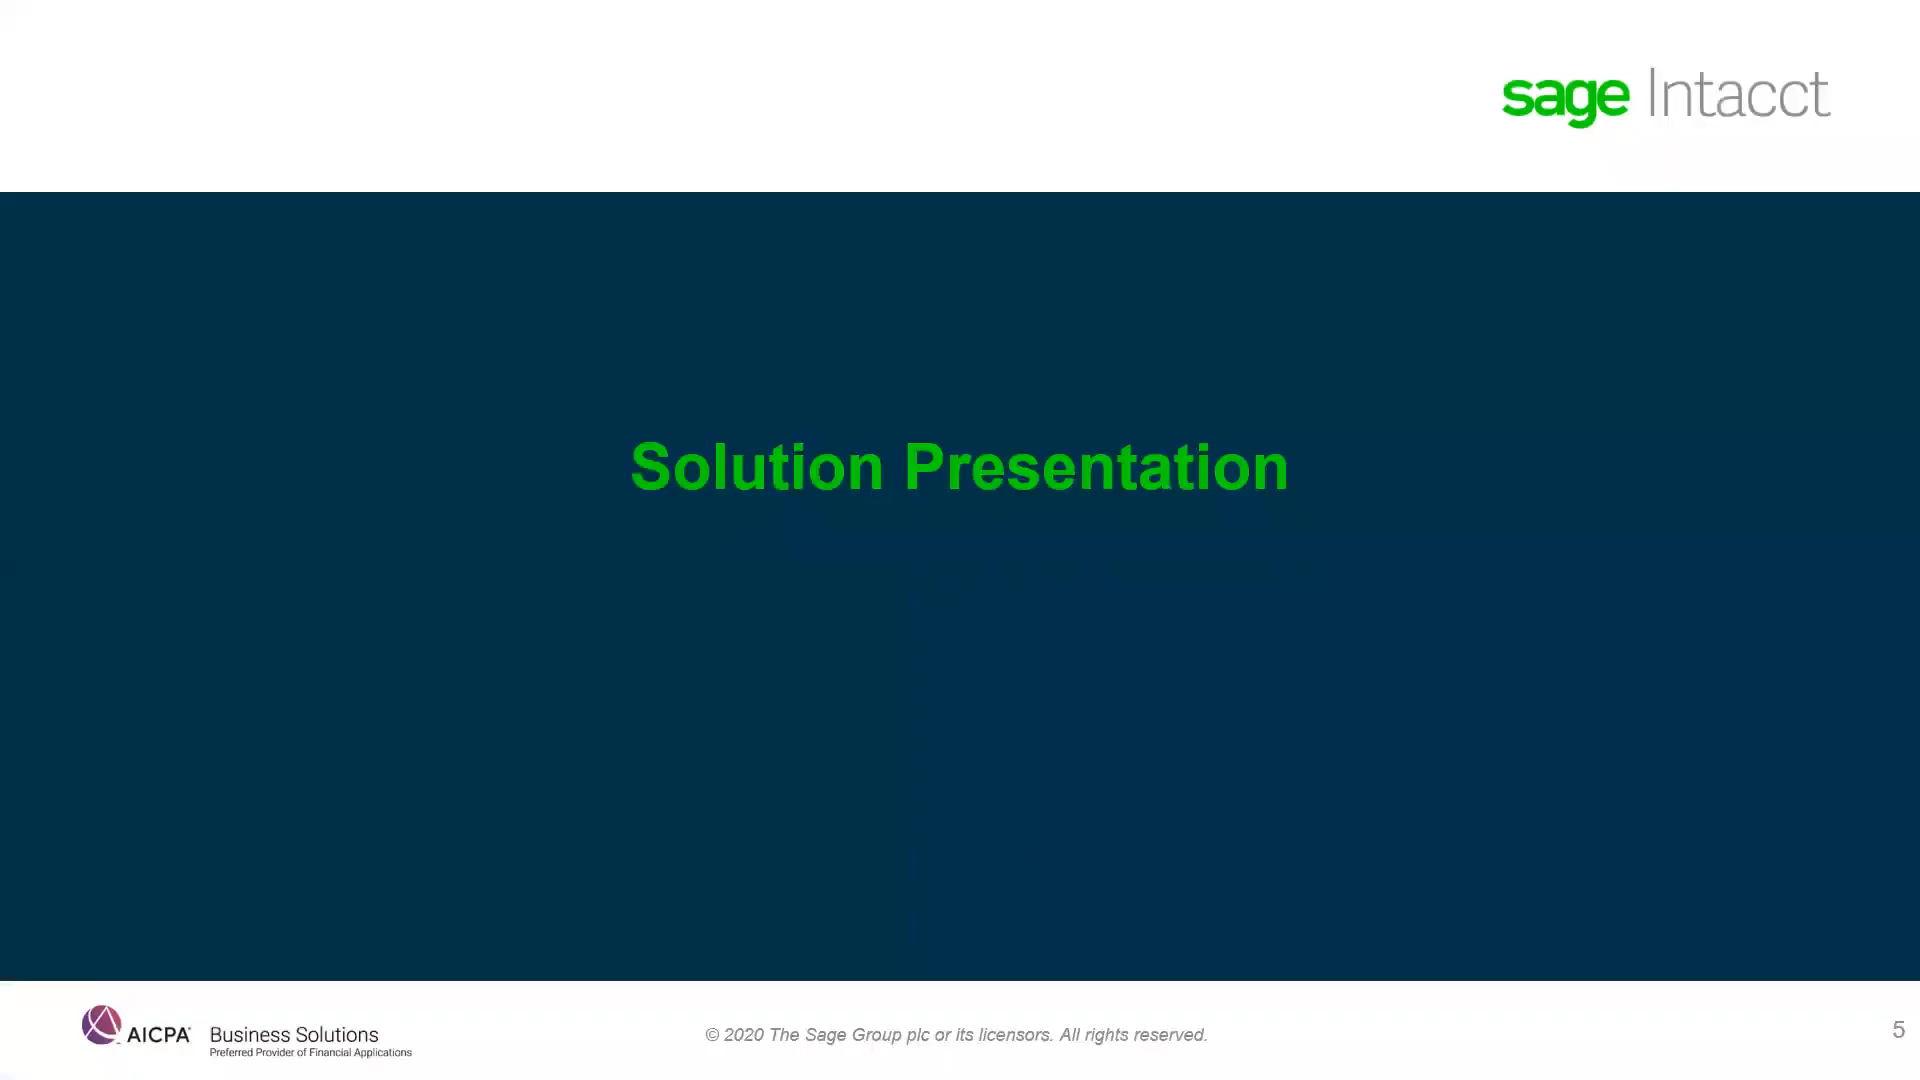 sage Intacct
Solution Presentation
AICPA Business Solutions
Preferred Provider of Financial Applications
© 2020 The Sage Group plc or its licensors. All rights reserved.
5